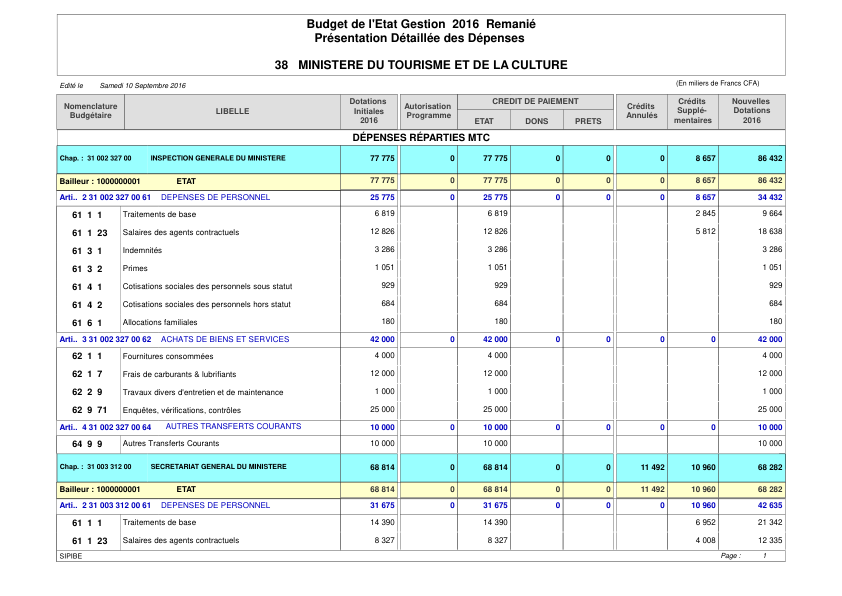 Budget de l'Etat Gestion 2016 Remanié
Présentation Détaillée des Dépenses
38 MINISTERE DU TOURISME ET DE LA CULTURE
Edité le Samedi 10 Septembre 2016 (En milliers de Francs CFA)
Nomenclature Budgétaire LIBELLE Dotations Initiales 2016 Autorisation Programme CREDIT DE PAIEMENT ETAT DONS PRETS Crédits Annulés Crédits Supplé-mentaires Nouvelles Dotations 2016
DÉPENSES RÉPARTIES MTC
Chap. : 31 002 327 00 INSPECTION GENERALE DU MINISTERE 77 775 0 77 775 0 0 0 8 657 86 432
Bailleur : 1000000001 ETAT 77 775 0 77 775 0 0 0 8 657 86 432
Arti.. 2 31 002 327 00 61 DEPENSES DE PERSONNEL 25 775 0 25 775 0 0 0 8 657 34 432
61 1 1 Traitements de base 6 819 6 819 2 845 9 664
61 1 23 Salaires des agents contractuels 12 826 12 826 5 812 18 638
61 3 1 Indemnités 3 286 3 286 3 286
61 3 2 Primes 1 051 1 051 1 051
61 4 1 Cotisations sociales des personnels sous statut 929 929 929
61 4 2 Cotisations sociales des personnels hors statut 684 684 684
61 6 1 Allocations familiales 180 180 180
Arti.. 3 31 002 327 00 62 ACHATS DE BIENS ET SERVICES 42 000 0 42 000 0 0 0 0 42 000
62 1 1 Fournitures consommées 4 000 4 000 4 000
62 1 7 Frais de carburants & lubrifiants 12 000 12 000 12 000
62 2 9 Travaux divers d'entretien et de maintenance 1 000 1 000 1 000
62 9 71 Enquêtes, vérifications, contrôles 25 000 25 000 25 000
Arti.. 4 31 002 327 00 64 AUTRES TRANSFERTS COURANTS 10 000 0 10 000 0 0 0 0 10 000
64 9 9 Autres Transferts Courants 10 000 10 000 10 000
Chap. : 31 003 312 00 SECRETARIAT GENERAL DU MINISTERE 68 814 0 68 814 0 0 11 492 10 960 68 282
Bailleur : 1000000001 ETAT 68 814 0 68 814 0 0 11 492 10 960 68 282
Arti.. 2 31 003 312 00 61 DEPENSES DE PERSONNEL 31 675 0 31 675 0 0 0 10 960 42 635
61 1 1 Traitements de base 14 390 14 390 6 952 21 342
61 1 23 Salaires des agents contractuels 8 327 8 327 4 008 12 335
SIPIBE Page : 1